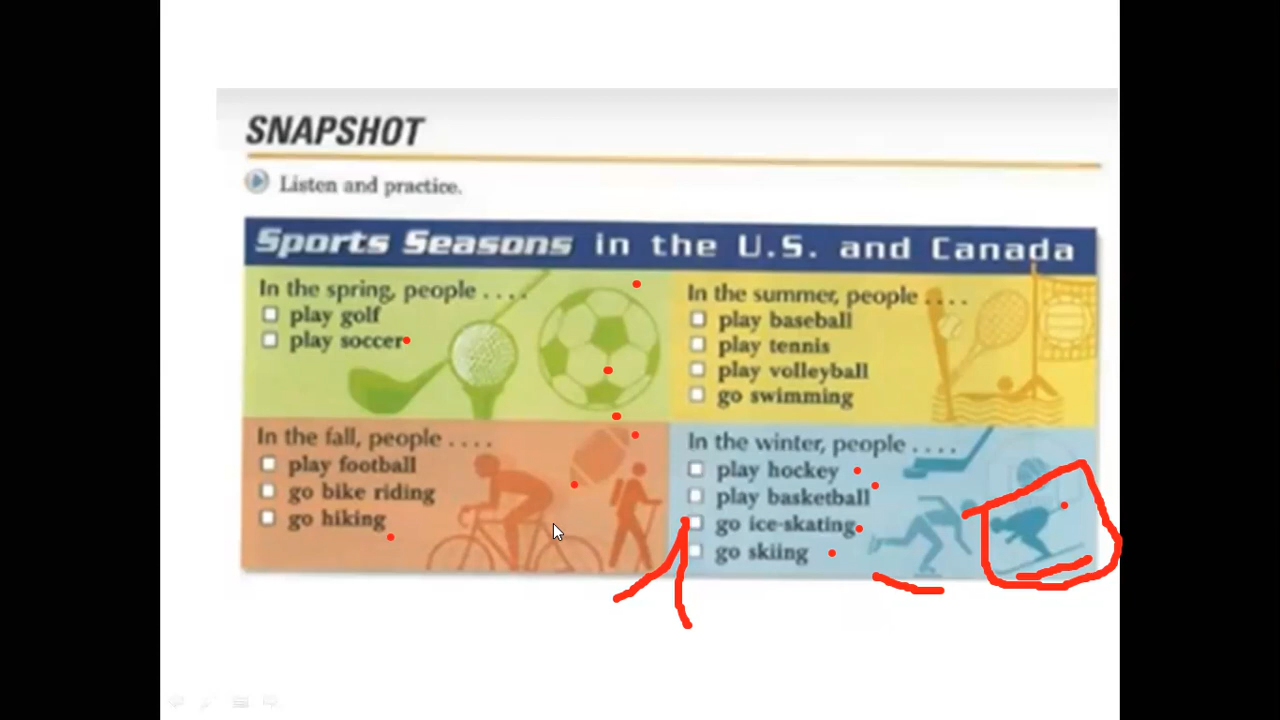 SNAPSHOT
Listen and practice.
Sports Seasons in the U.S. and Canada
In the spring, people ....
play golf
play soccer
In the summer, people ....
play baseball
play tennis
play volleyball
go swimming
In the fall, people ....
play football
go bike riding
go hiking
In the winter, people ....
play hockey
play basketball
go ice-skating
go skiing